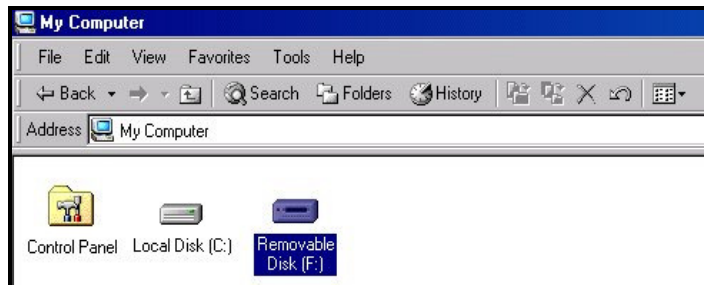 My Computer
File Edit View Favorites Tools Help
Back Search Folders History
Address My Computer
Control Panel Local Disk (C:) Removable
Disk (F:)